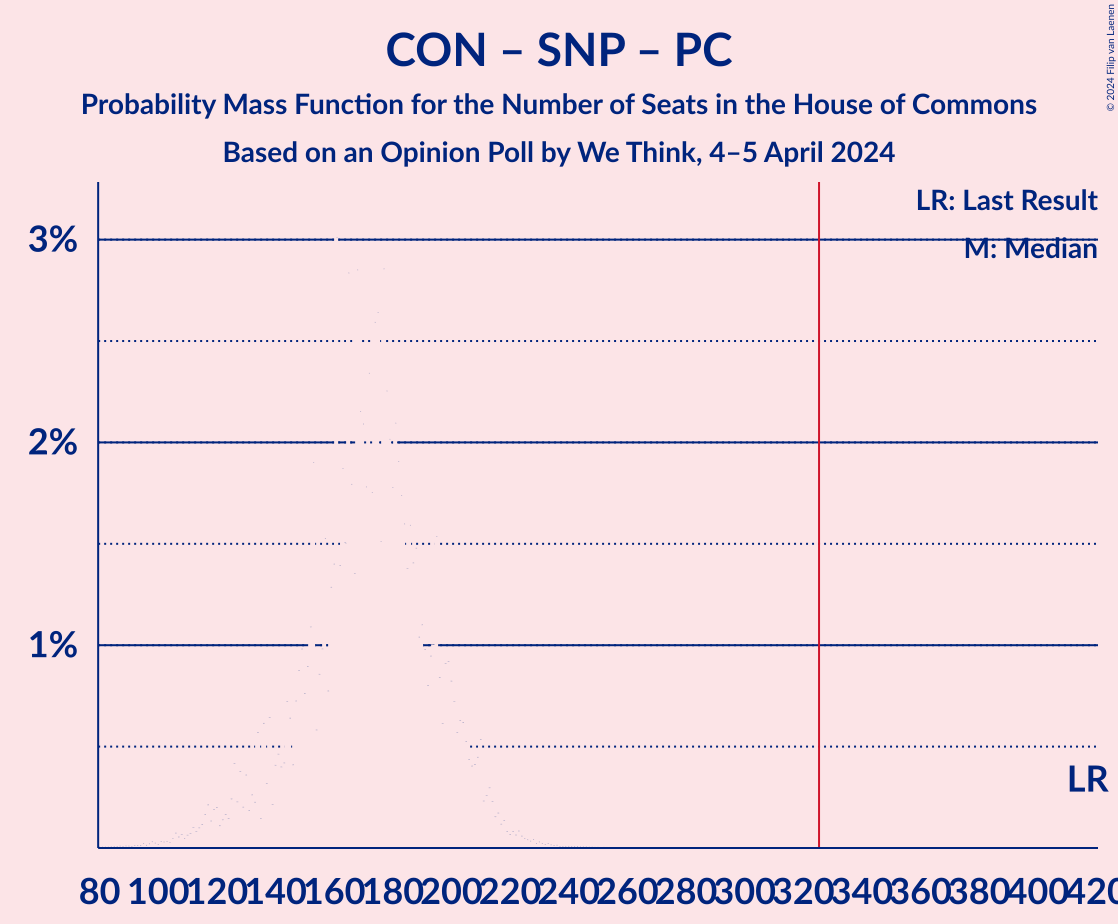 CON – SNP – PC
Probability Mass Function for the Number of Seats in the House of Commons
Based on an Opinion Poll by We Think, 4–5 April 2024
© 2024 Filip van Laenen
LR: Last Result
M: Median
3%
2%
1%
LR
80 100 120 140 160 180 200 220 240 260 280 300 320 340 360 380 400 420